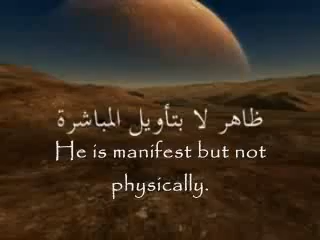 ظاهر لا بتأويل المباشرة
He is manifest but not
physically.